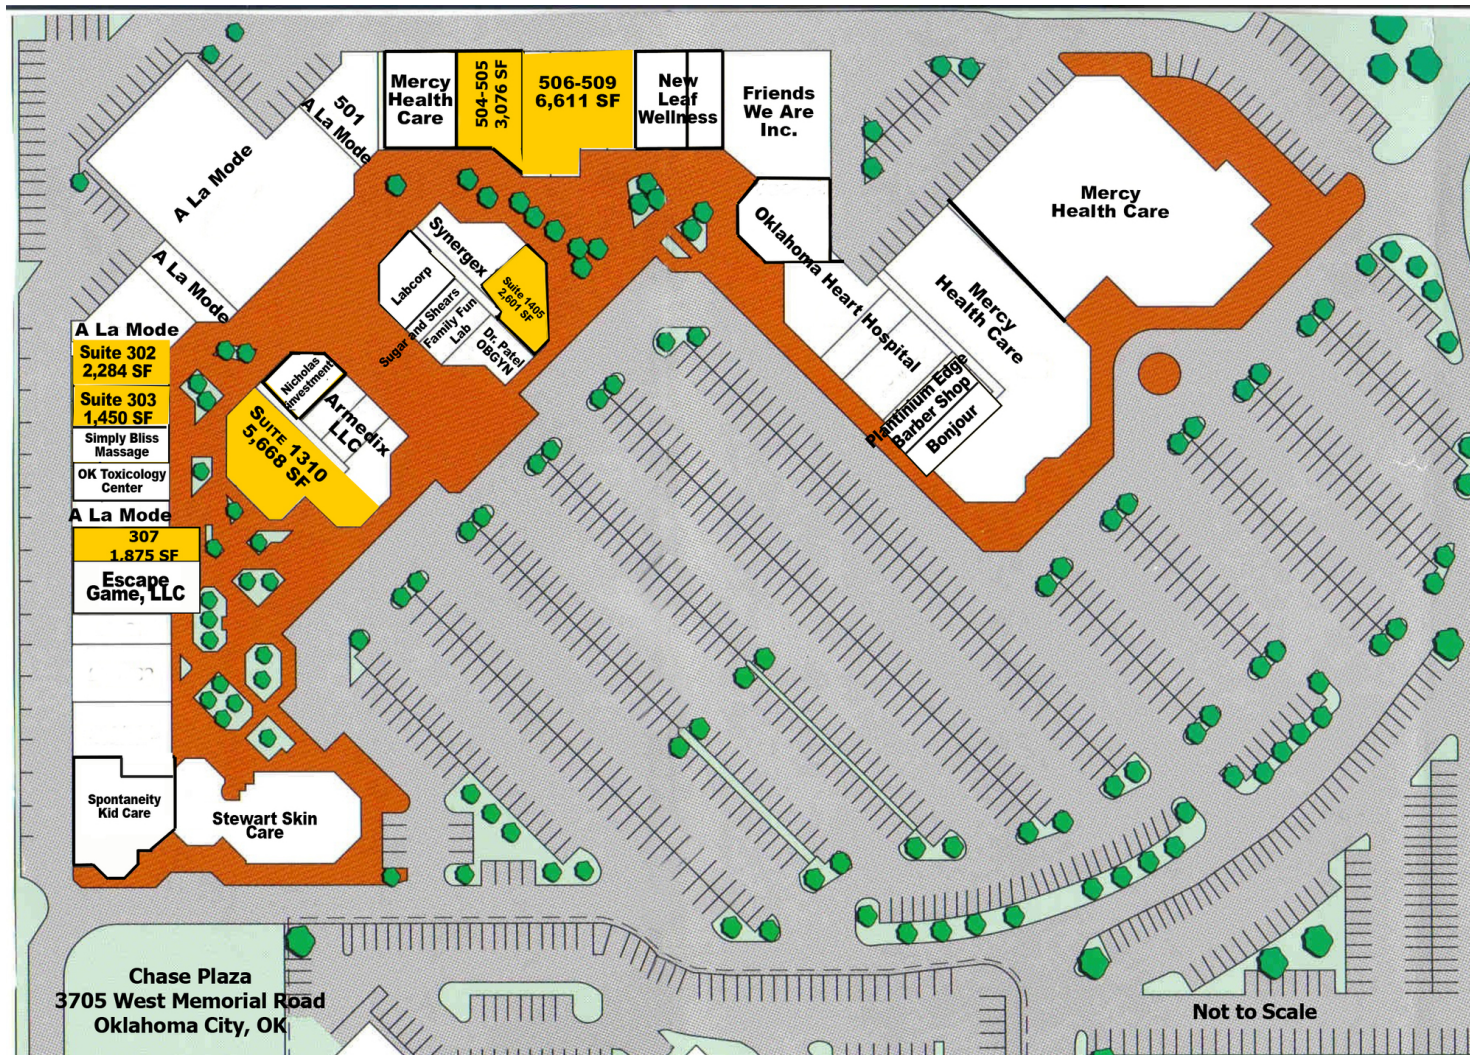 Mercy
Health
Care
504-505
3,076 SF
506-509
6,611 SF
New
Leaf
Wellness
Friends
We Are
Inc.
501
A La Mode
A La Mode
A La Mode
A La Mode
Suite 302
2,284 SF
Suite 303
1,450 SF
Simply Bliss
Massage
OK Toxicology
Center
A La Mode
307
1,875 SF
Escape
Game, LLC
Spontaneity
Kid Care
Stewart Skin
Care
Synergex
Labcorp
Suite 1405
2,601 SF
Sugar and Shears
Family Fun
Lab
Dr. Patel
OBGYN
Nicholas
investments
Armedix
LLC
Suite 1310
5,668 SF
Oklahoma Heart Hospital
Mercy
Health Care
Mercy
Health Care
Plantinium Edge
Barber Shop
Bonjour
Chase Plaza
3705 West Memorial Road
Oklahoma City, OK
Not to Scale